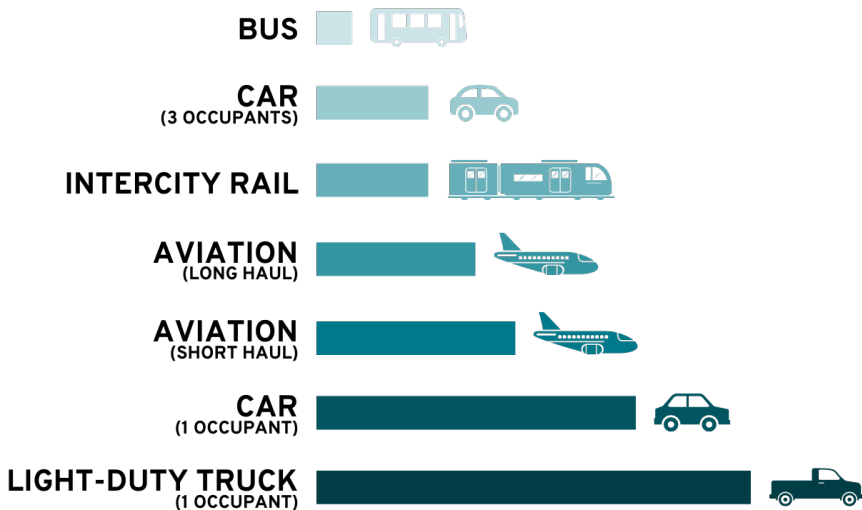 BUS
CAR
(3 OCCUPANTS)
INTERCITY RAIL
AVIATION
(LONG HAUL)
AVIATION
(SHORT HAUL)
CAR
(1 OCCUPANT)
LIGHT-DUTY TRUCK
(1 OCCUPANT)